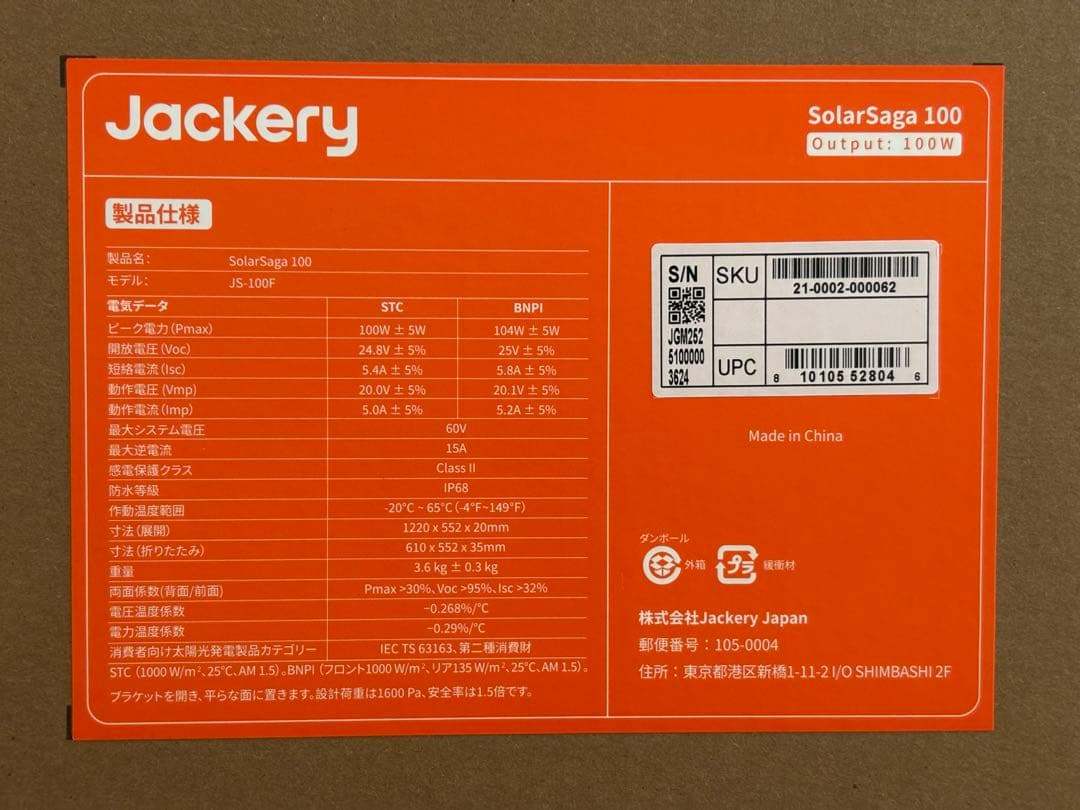 Jackery
SolarSaga 100
Output: 100W
製品仕様
製品名: SolarSaga 100
モデル: JS-100F
電気データ STC BNPI
ピーク電力(Pmax) 100W ± 5W 104W ± 5W
開放電圧(Voc) 24.8V ± 5% 25V ± 5%
短絡電流(Isc) 5.4A ± 5% 5.8A ± 5%
動作電圧(Vmp) 20.0V ± 5% 20.1V ± 5%
動作電流(Imp) 5.0A ± 5% 5.2A ± 5%
最大システム電圧 60V
最大逆電流 15A
感電保護クラス Class II
防水等級 IP68
作動温度範囲 -20°C ~ 65°C(-4°F~149°F)
寸法(展開) 1220 x 552 x 20mm
寸法(折りたたみ) 610 x 552 x 35mm
重量 3.6 kg ± 0.3 kg
両面係数(背面/前面) Pmax >30%、Voc >95%、Isc >32%
電圧温度係数 −0.268%/°C
電力温度係数 −0.29%/°C
消費者向け太陽光発電製品カテゴリー IEC TS 63163、第二種消費財
STC (1000 W/m²、25°C、AM 1.5)。BNPI (フロント1000 W/m²、リア135 W/m²、25°C、AM 1.5)。
ブラケットを開き、平らな面に置きます。設計荷重は1600 Pa、安全率は1.5倍です。
S/N
JGM252
5100000
3624
SKU
21-0002-000062
UPC
8 10105 52804 6
Made in China
ダンボール
外箱
プラ
緩衝材
株式会社Jackery Japan
郵便番号：105-0004
住所：東京都港区新橋1-11-2 I/O SHIMBASHI 2F